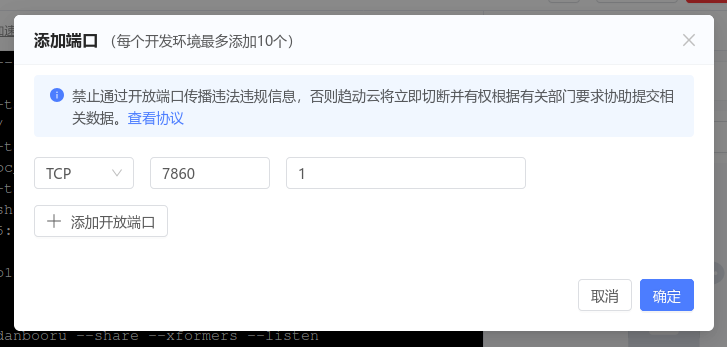 添加端口 （每个开发环境最多添加10个）
禁止通过开放端口传播违法违规信息，否则趋动云将立即切断并有权根据有关部门要求协助提交相
关数据。查看协议
TCP 7860 1
添加开放端口
取消 确定
danbooru --share --xformers --listen